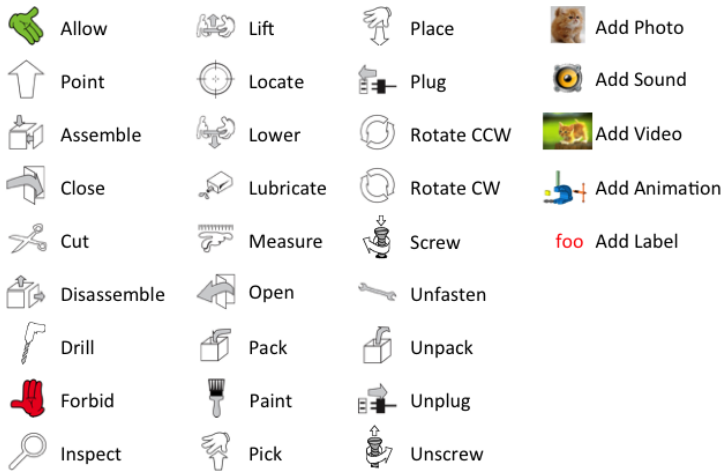 Allow
Point
Assemble
Close
Cut
Disassemble
Drill
Forbid
Inspect
Lift
Locate
Lower
Lubricate
Measure
Open
Pack
Paint
Pick
Place
Plug
Rotate CCW
Rotate CW
Screw
Unfasten
Unpack
Unplug
Unscrew
Add Photo
Add Sound
Add Video
Add Animation
foo Add Label